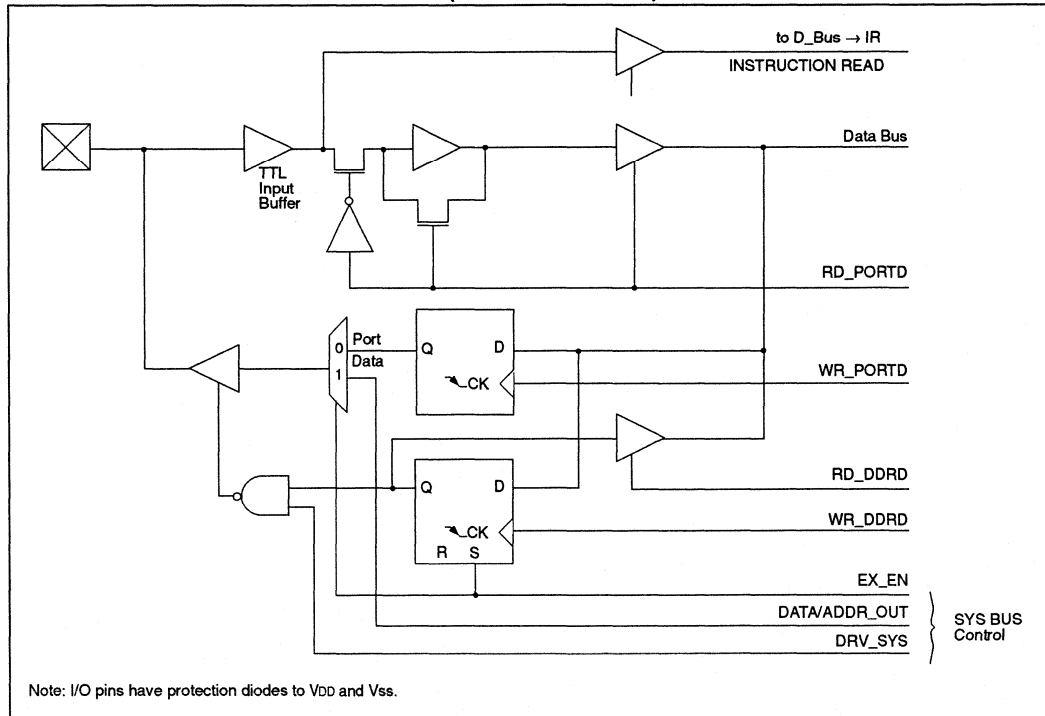 to D_Bus → IR
INSTRUCTION READ
Data Bus
TTL
Input
Buffer
RD_PORTD
0
Port
Data
1
Q
D
CK
WR_PORTD
RD_DDRD
Q
D
CK
R
S
WR_DDRD
EX_EN
DATA/ADDR_OUT
DRV_SYS
SYS BUS
Control
Note: I/O pins have protection diodes to VDD and Vss.